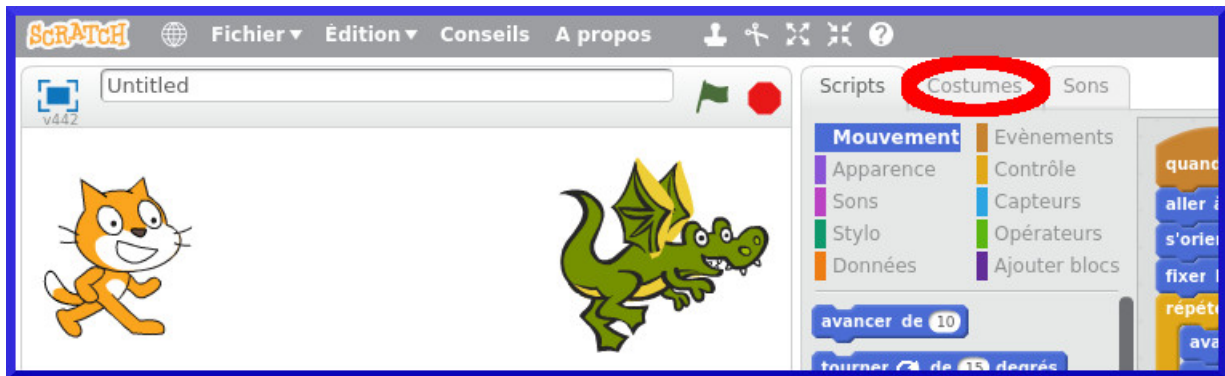 SCRATCH Fichier Édition Conseils A propos
Untitled
v442
Scripts Costumes Sons
Mouvement Evènements
Apparence Contrôle
Sons Capteurs
Stylo Opérateurs
Données Ajouter blocs
avancer de 10
tourner de 15 degrés
quand
aller à
s'orie
fixer
répéte
ava